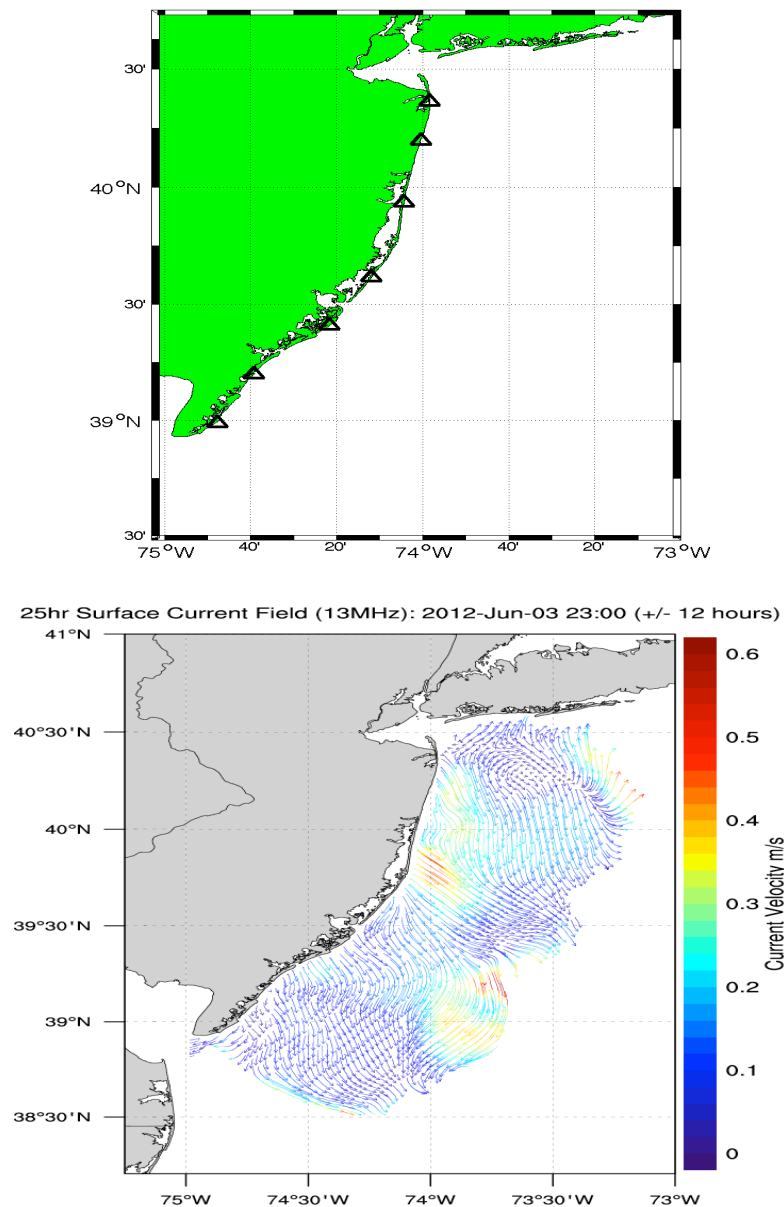 30'
40°N
30'
39°N
30'
75°W
40'
20'
74°W
40'
20'
73°W
25hr Surface Current Field (13MHz): 2012-Jun-03 23:00 (+/- 12 hours)
41°N
40°30'N
40°N
39°30'N
39°N
38°30'N
75°W
74°30'W
74°W
73°30'W
73°W
0.6
0.5
0.4
0.3
0.2
0.1
0
Current Velocity m/s